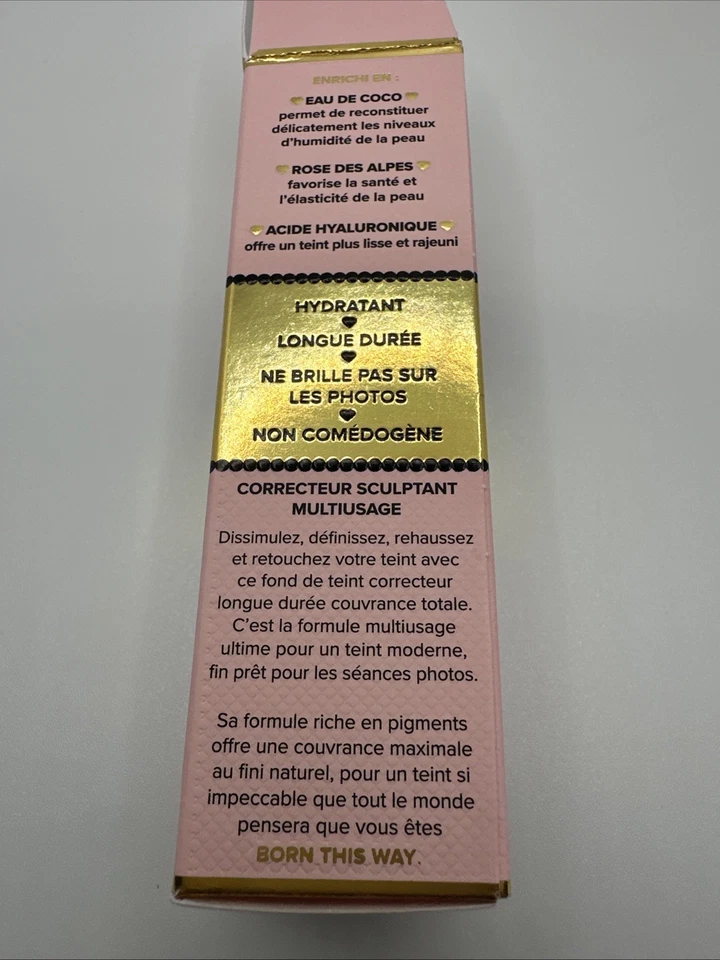 ENRICHI EN :
EAU DE COCO
permet de reconstituer
délicatement les niveaux
d'humidité de la peau
ROSE DES ALPES
favorise la santé et
l'élasticité de la peau
ACIDE HYALURONIQUE
offre un teint plus lisse et rajeuni
HYDRATANT
LONGUE DURÉE
NE BRILLE PAS SUR
LES PHOTOS
NON COMÉDOGÈNE
CORRECTEUR SCULPTANT
MULTIUSAGE
Dissimulez, définissez, rehaussez
et retouchez votre teint avec
ce fond de teint correcteur
longue durée couvrance totale.
C'est la formule multiusage
ultime pour un teint moderne,
fin prêt pour les séances photos.
Sa formule riche en pigments
offre une couvrance maximale
au fini naturel, pour un teint si
impeccable que tout le monde
pensera que vous êtes
BORN THIS WAY.